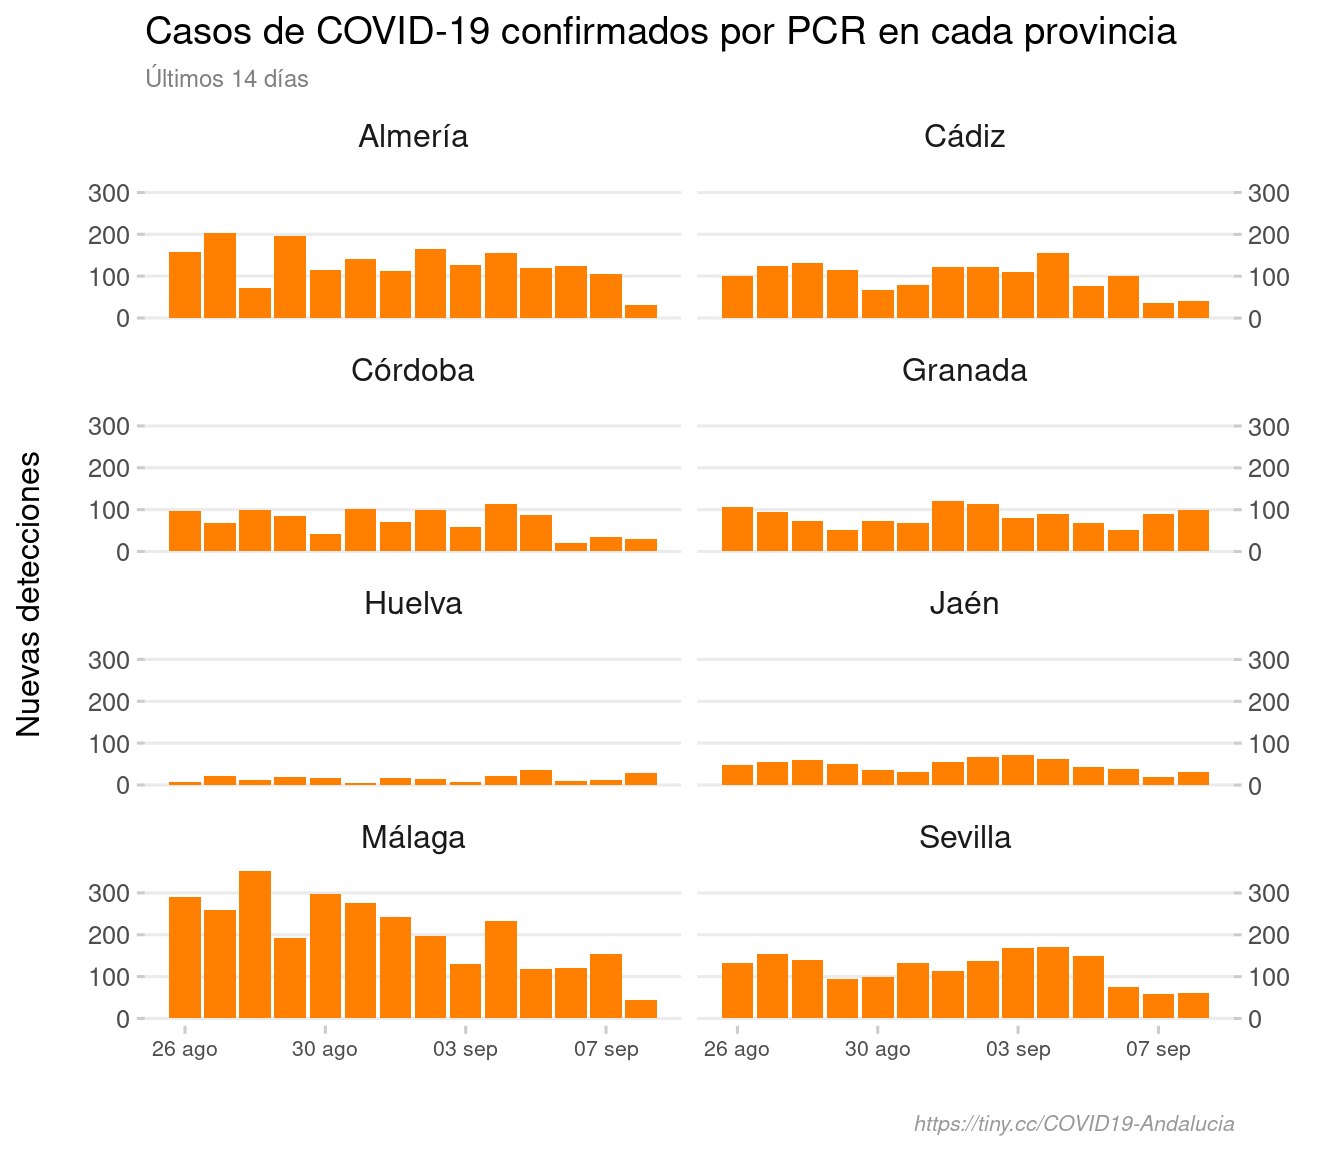 Casos de COVID-19 confirmados por PCR en cada provincia
Últimos 14 días
Nuevas detecciones
Almería
Cádiz
300
200
100
0
300
200
100
0
Córdoba
Granada
300
200
100
0
300
200
100
0
Huelva
Jaén
300
200
100
0
300
200
100
0
Málaga
Sevilla
300
200
100
0
300
200
100
0
26 ago 30 ago 03 sep 07 sep
26 ago 30 ago 03 sep 07 sep
https://tiny.cc/COVID19-Andalucia